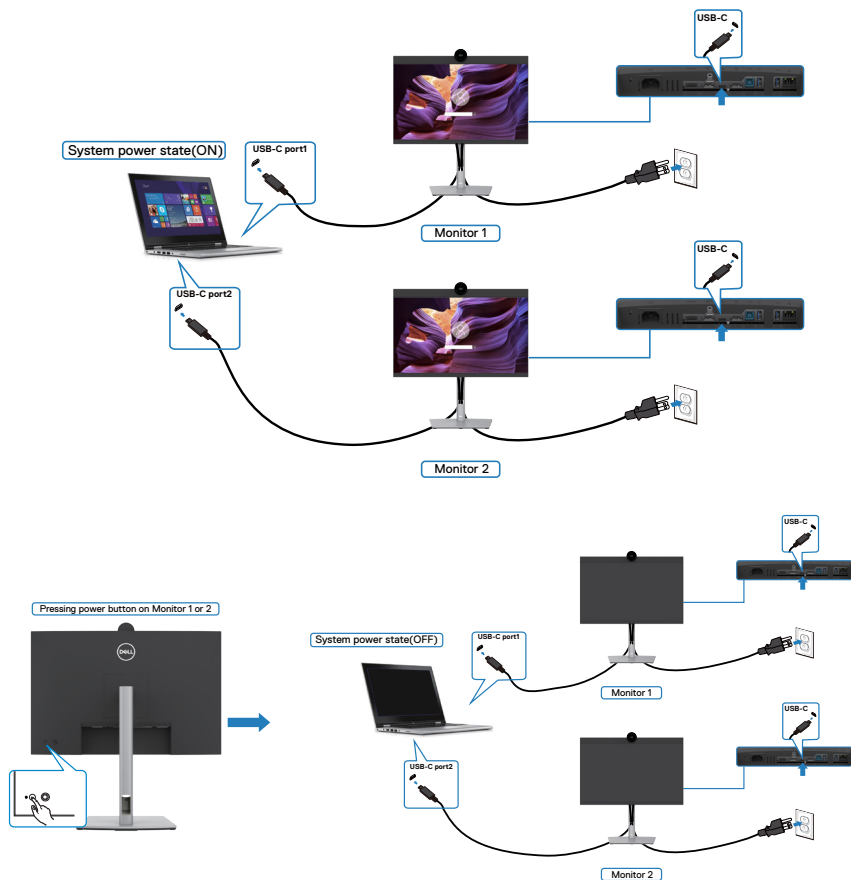 USB-C
System power state(ON)
USB-C port1
Monitor 1
USB-C
USB-C port2
Monitor 2
USB-C
Pressing power button on Monitor 1 or 2
DELL
System power state(OFF)
USB-C port1
Monitor 1
USB-C
USB-C port2
Monitor 2